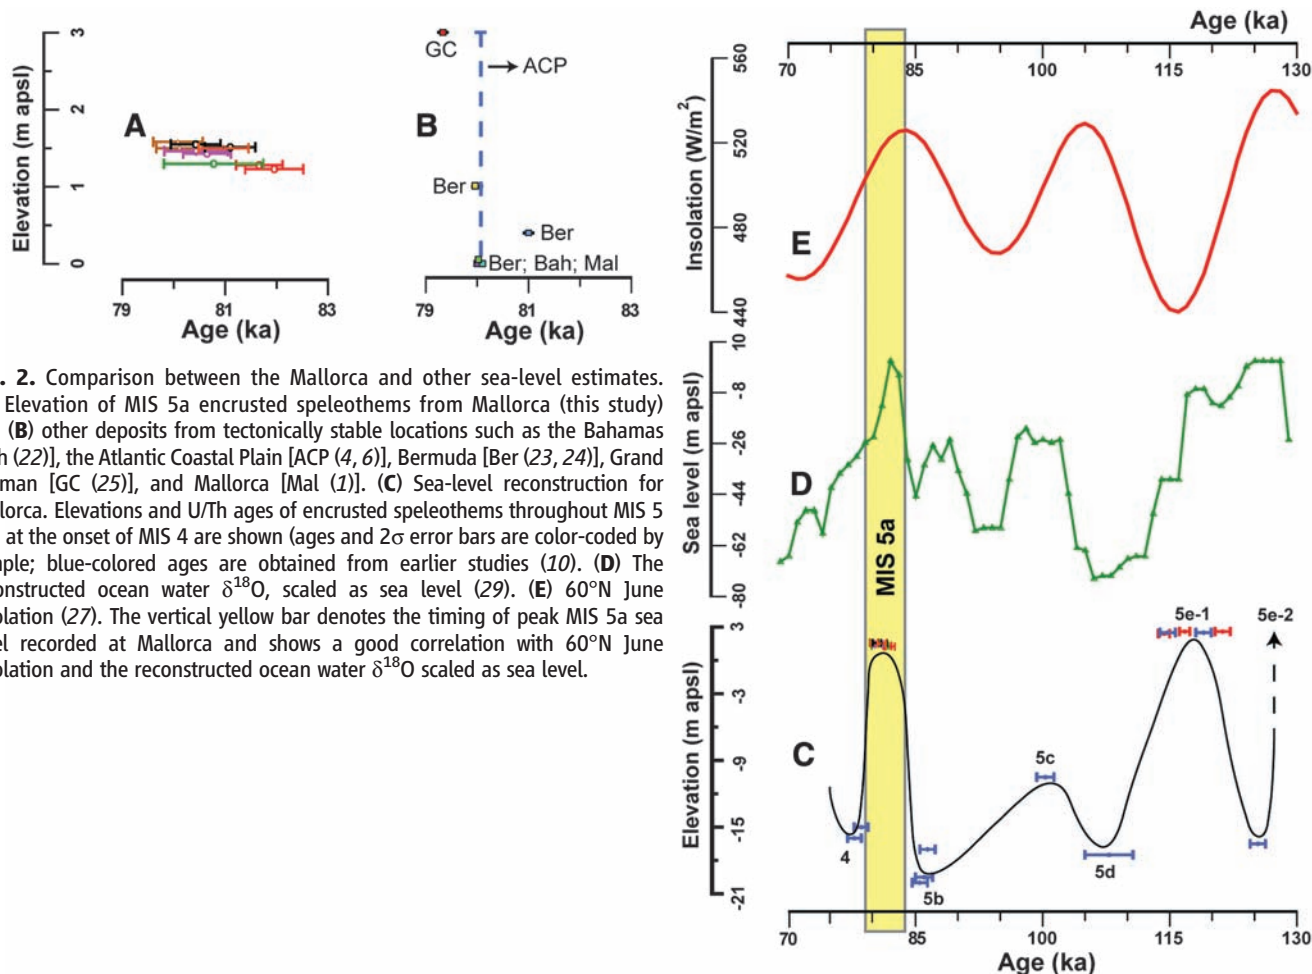 Age (ka)
70 85 100 115 130
560
520
480
440
Insolation (W/m²)
E
MIS 5a
10
-8
-26
-44
-62
-80
Sea level (m apsl)
D
3
-3
-9
-15
-21
Elevation (m apsl)
C
5e-1
5e-2
5c
4
5b
5d
70 85 100 115 130
Age (ka)
3
2
1
0
Elevation (m apsl)
A
79 81 83
Age (ka)
B
GC
ACP
Ber
Ber
Ber; Bah; Mal
79 81 83
Age (ka)
. 2. Comparison between the Mallorca and other sea-level estimates.
Elevation of MIS 5a encrusted speleothems from Mallorca (this study)
(B) other deposits from tectonically stable locations such as the Bahamas
h (22)], the Atlantic Coastal Plain [ACP (4, 6)], Bermuda [Ber (23, 24)], Grand
man [GC (25)], and Mallorca [Mal (1)]. (C) Sea-level reconstruction for
lorca. Elevations and U/Th ages of encrusted speleothems throughout MIS 5
at the onset of MIS 4 are shown (ages and 2σ error bars are color-coded by
ple; blue-colored ages are obtained from earlier studies (10). (D) The
onstructed ocean water δ¹⁸O, scaled as sea level (29). (E) 60°N June
olation (27). The vertical yellow bar denotes the timing of peak MIS 5a sea
el recorded at Mallorca and shows a good correlation with 60°N June
olation and the reconstructed ocean water δ¹⁸O scaled as sea level.